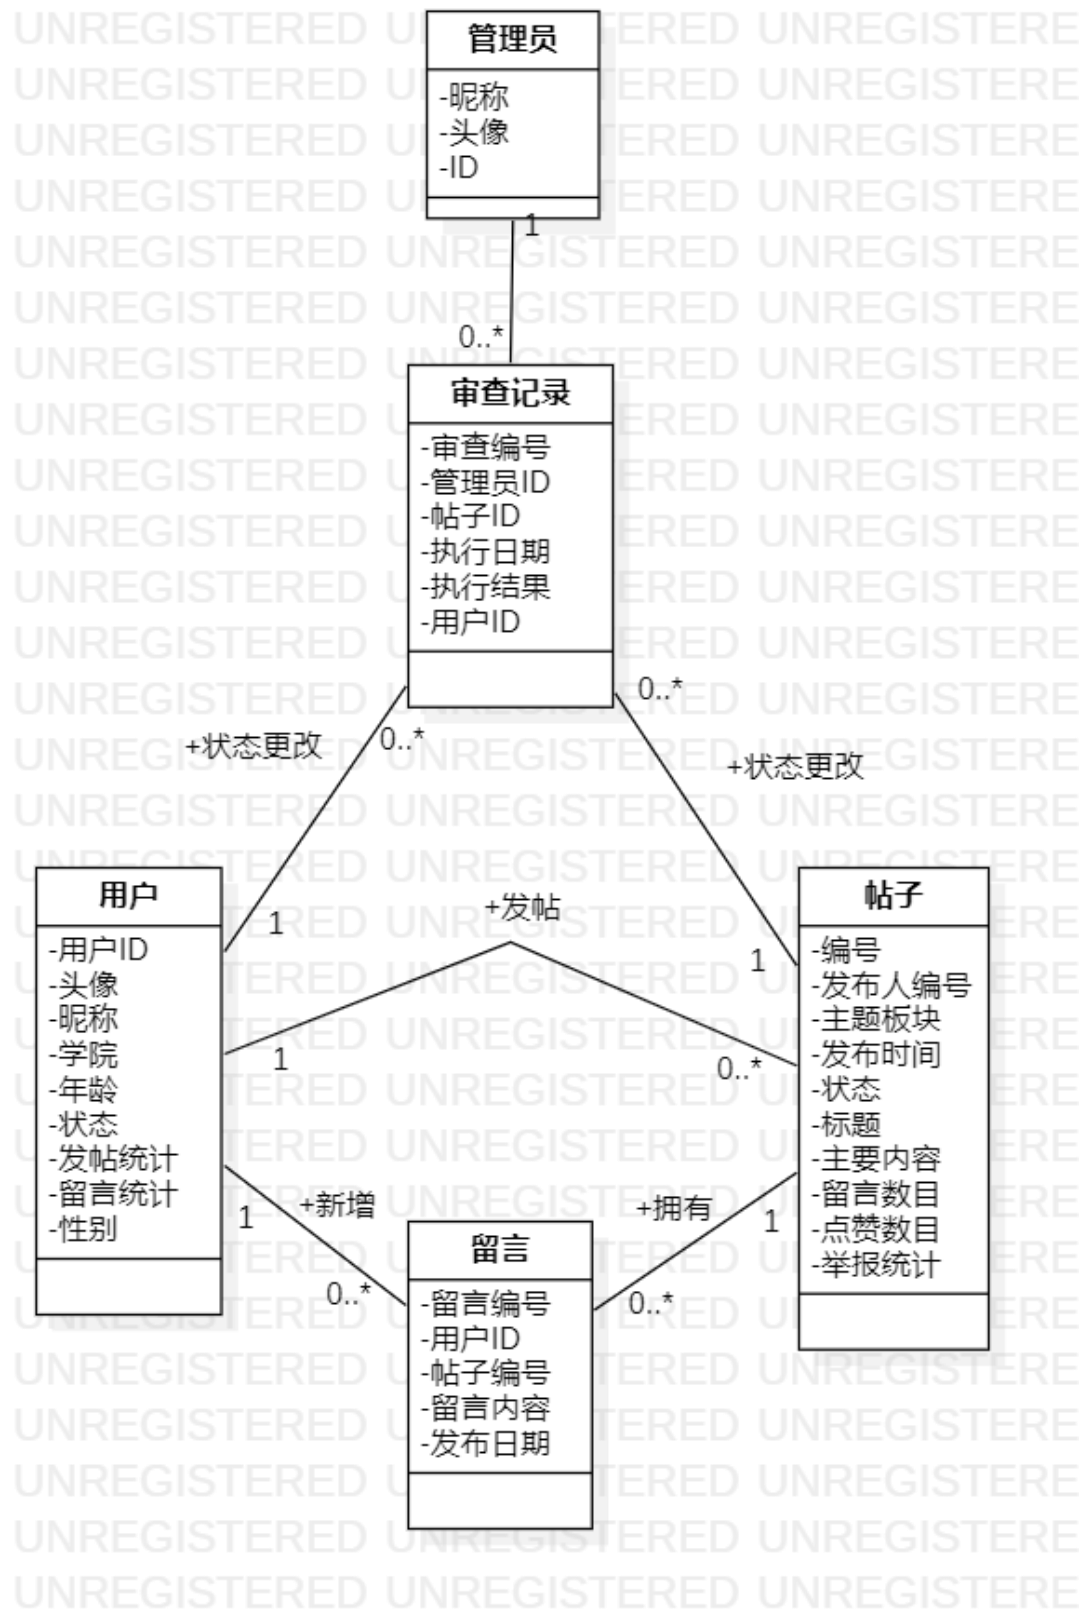 管理员
-昵称
-头像
-ID
1
0..*
审查记录
-审查编号
-管理员ID
-帖子ID
-执行日期
-执行结果
-用户ID
0..*
0..*
+状态更改
+状态更改
用户
-用户ID
-头像
-昵称
-学院
-年龄
-状态
-发帖统计
-留言统计
-性别
1
+发帖
1
1
0..*
帖子
-编号
-发布人编号
-主题板块
-发布时间
-状态
-标题
-主要内容
-留言数目
-点赞数目
-举报统计
+新增
1
0..*
+拥有
1
0..*
留言
-留言编号
-用户ID
-帖子编号
-留言内容
-发布日期
UNREGISTERED